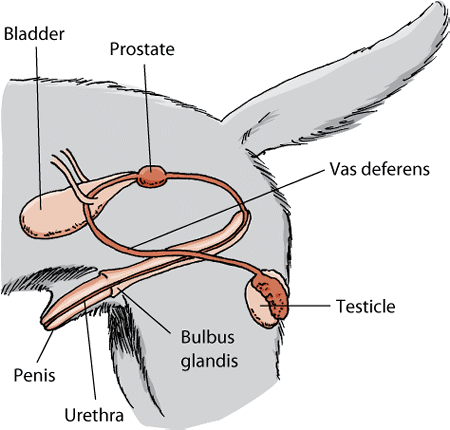 Bladder
Prostate
Vas deferens
Testicle
Bulbus
glandis
Penis
Urethra